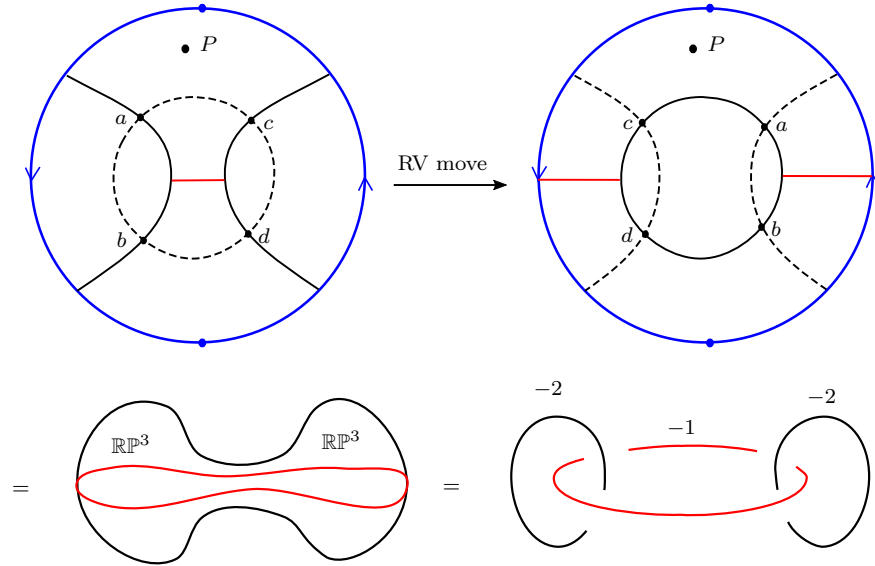 P P
a c c a
RV move
b d d b
−2 −2
ℝℙ³ ℝℙ³ −1
= =